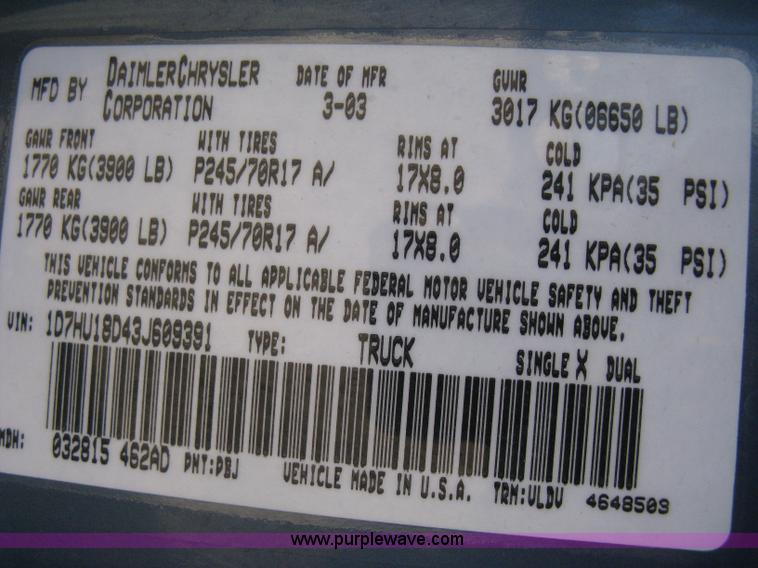 MFD BY DAIMLERCHRYSLER CORPORATION DATE OF MFR 3-03 GVWR 3017 KG(06650 LB)
GAWR FRONT WITH TIRES RIMS AT COLD
1770 KG(3900 LB) P245/70R17 A/ 17X8.0 241 KPA(35 PSI)
GAWR REAR WITH TIRES RIMS AT COLD
1770 KG(3900 LB) P245/70R17 A/ 17X8.0 241 KPA(35 PSI)
THIS VEHICLE CONFORMS TO ALL APPLICABLE FEDERAL MOTOR VEHICLE SAFETY AND THEFT
PREVENTION STANDARDS IN EFFECT ON THE DATE OF MANUFACTURE SHOWN ABOVE.
VIN: 1D7HU18D43J609391 TYPE: TRUCK SINGLE X DUAL
MDH: 032815 462AD PNT:PBJ VEHICLE MADE IN U.S.A. TRM:VLDV 4648503
www.purplewave.com